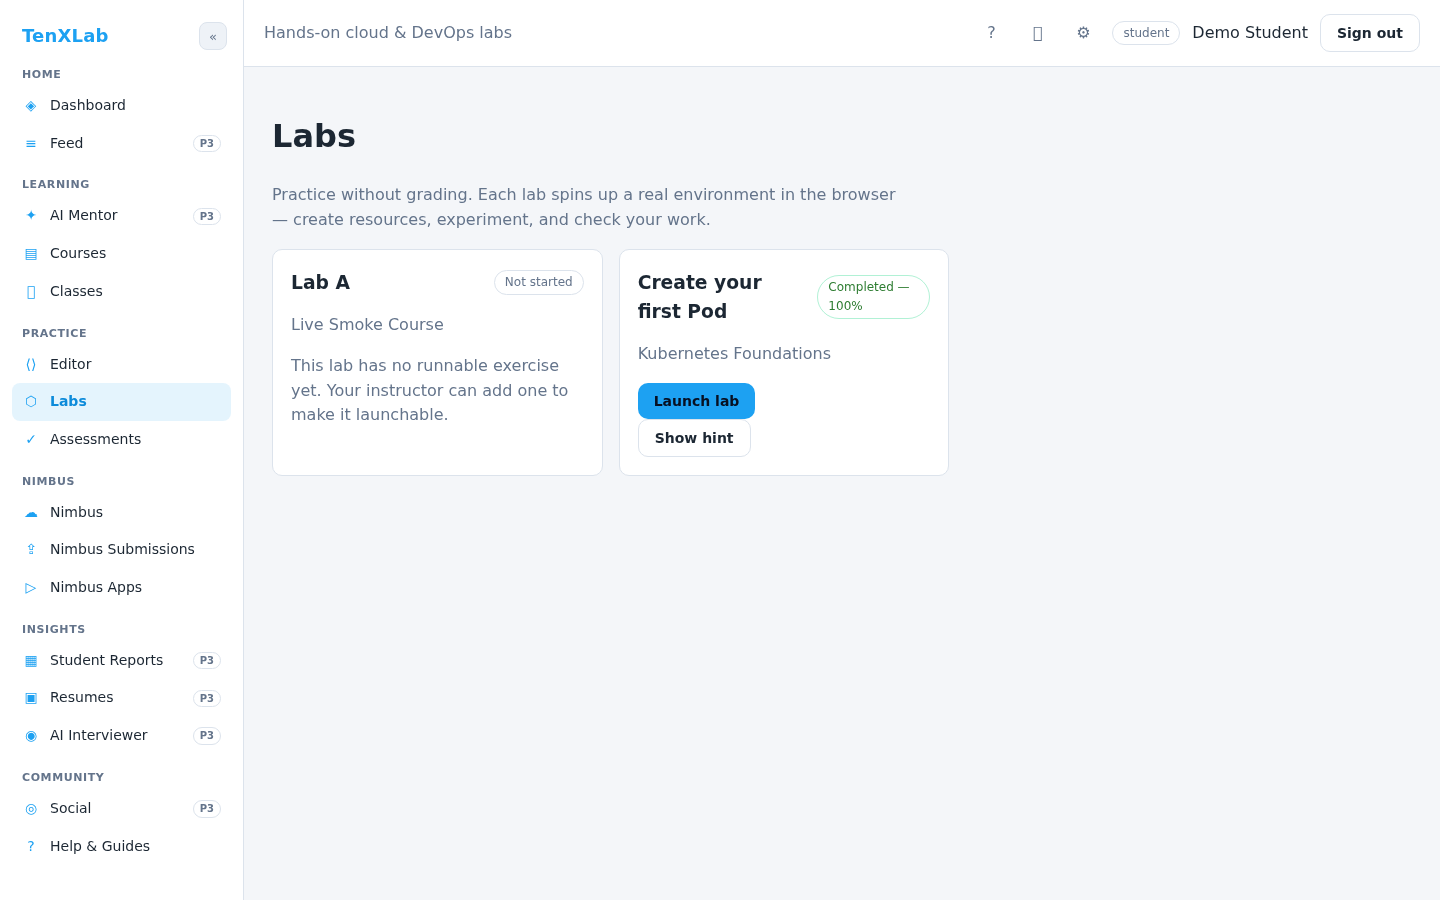 TenXLab
«
HOME
Dashboard
Feed P3
LEARNING
AI Mentor P3
Courses
Classes
PRACTICE
Editor
Labs
Assessments
NIMBUS
Nimbus
Nimbus Submissions
Nimbus Apps
INSIGHTS
Student Reports P3
Resumes P3
AI Interviewer P3
COMMUNITY
Social P3
? Help & Guides
Hands-on cloud & DevOps labs
? student Demo Student Sign out
Labs
Practice without grading. Each lab spins up a real environment in the browser
— create resources, experiment, and check your work.
Lab A Not started
Live Smoke Course
This lab has no runnable exercise
yet. Your instructor can add one to
make it launchable.
Create your
first Pod
Completed —
100%
Kubernetes Foundations
Launch lab
Show hint